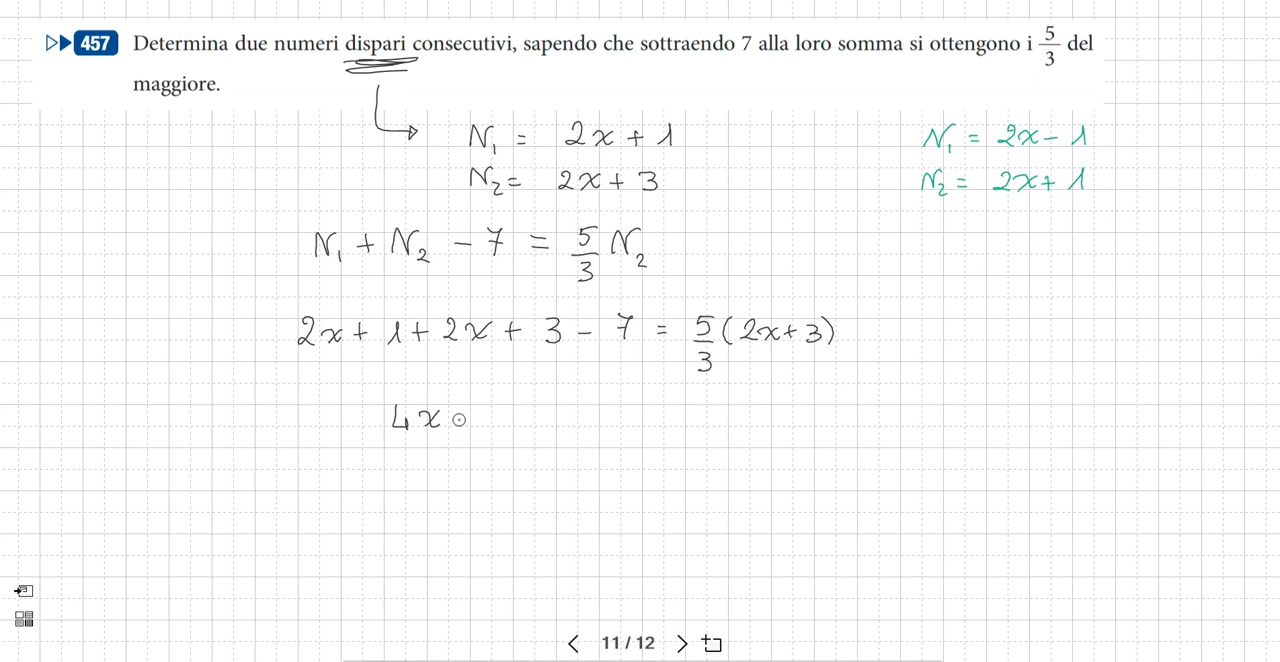 457 Determina due numeri dispari consecutivi, sapendo che sottraendo 7 alla loro somma si ottengono i 5/3 del
maggiore.
N₁ = 2x + 1
N₂ = 2x + 3
N₁ = 2x - 1
N₂ = 2x + 1
N₁ + N₂ - 7 = 5/3 N₂
2x + 1 + 2x + 3 - 7 = 5/3 (2x + 3)
4x
11 / 12